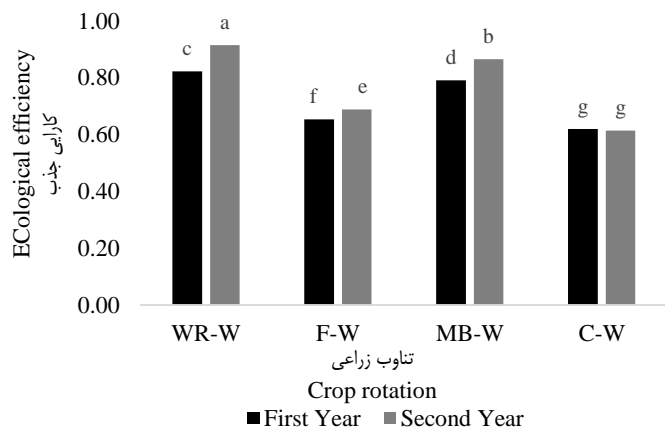 ECological efficiency
کارایی جذب
1.00
0.80
0.60
0.40
0.20
0.00
c
a
f
e
d
b
g
g
WR-W
F-W
MB-W
C-W
تناوب زراعی
Crop rotation
First Year
Second Year